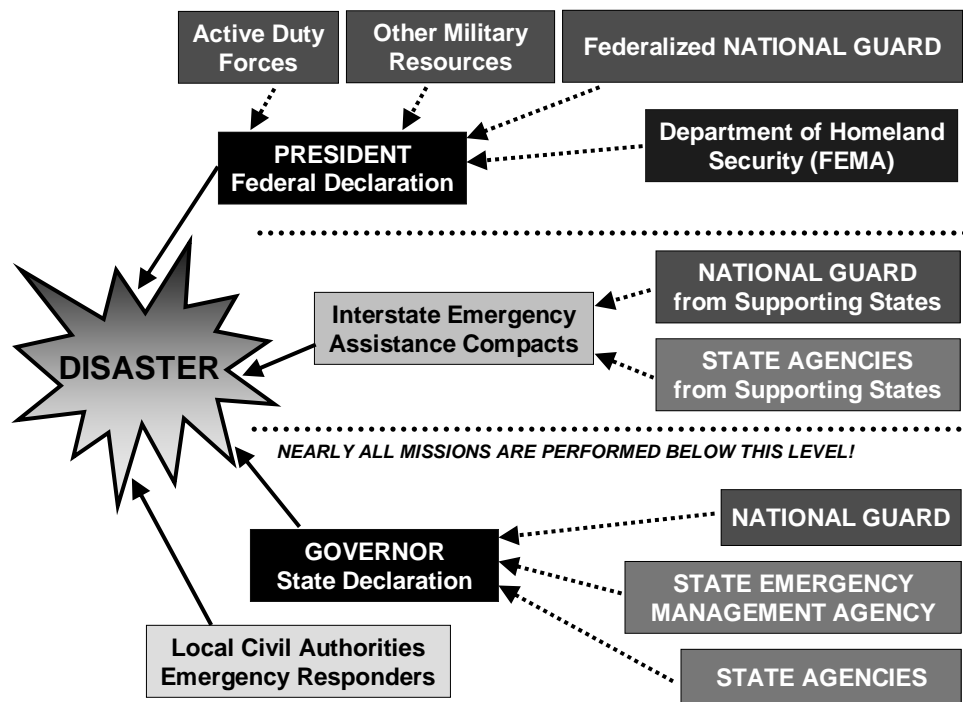 Active Duty
Forces
Other Military
Resources
Federalized NATIONAL GUARD
PRESIDENT
Federal Declaration
Department of Homeland
Security (FEMA)
DISASTER
Interstate Emergency
Assistance Compacts
NATIONAL GUARD
from Supporting States
STATE AGENCIES
from Supporting States
NEARLY ALL MISSIONS ARE PERFORMED BELOW THIS LEVEL!
GOVERNOR
State Declaration
NATIONAL GUARD
STATE EMERGENCY
MANAGEMENT AGENCY
STATE AGENCIES
Local Civil Authorities
Emergency Responders